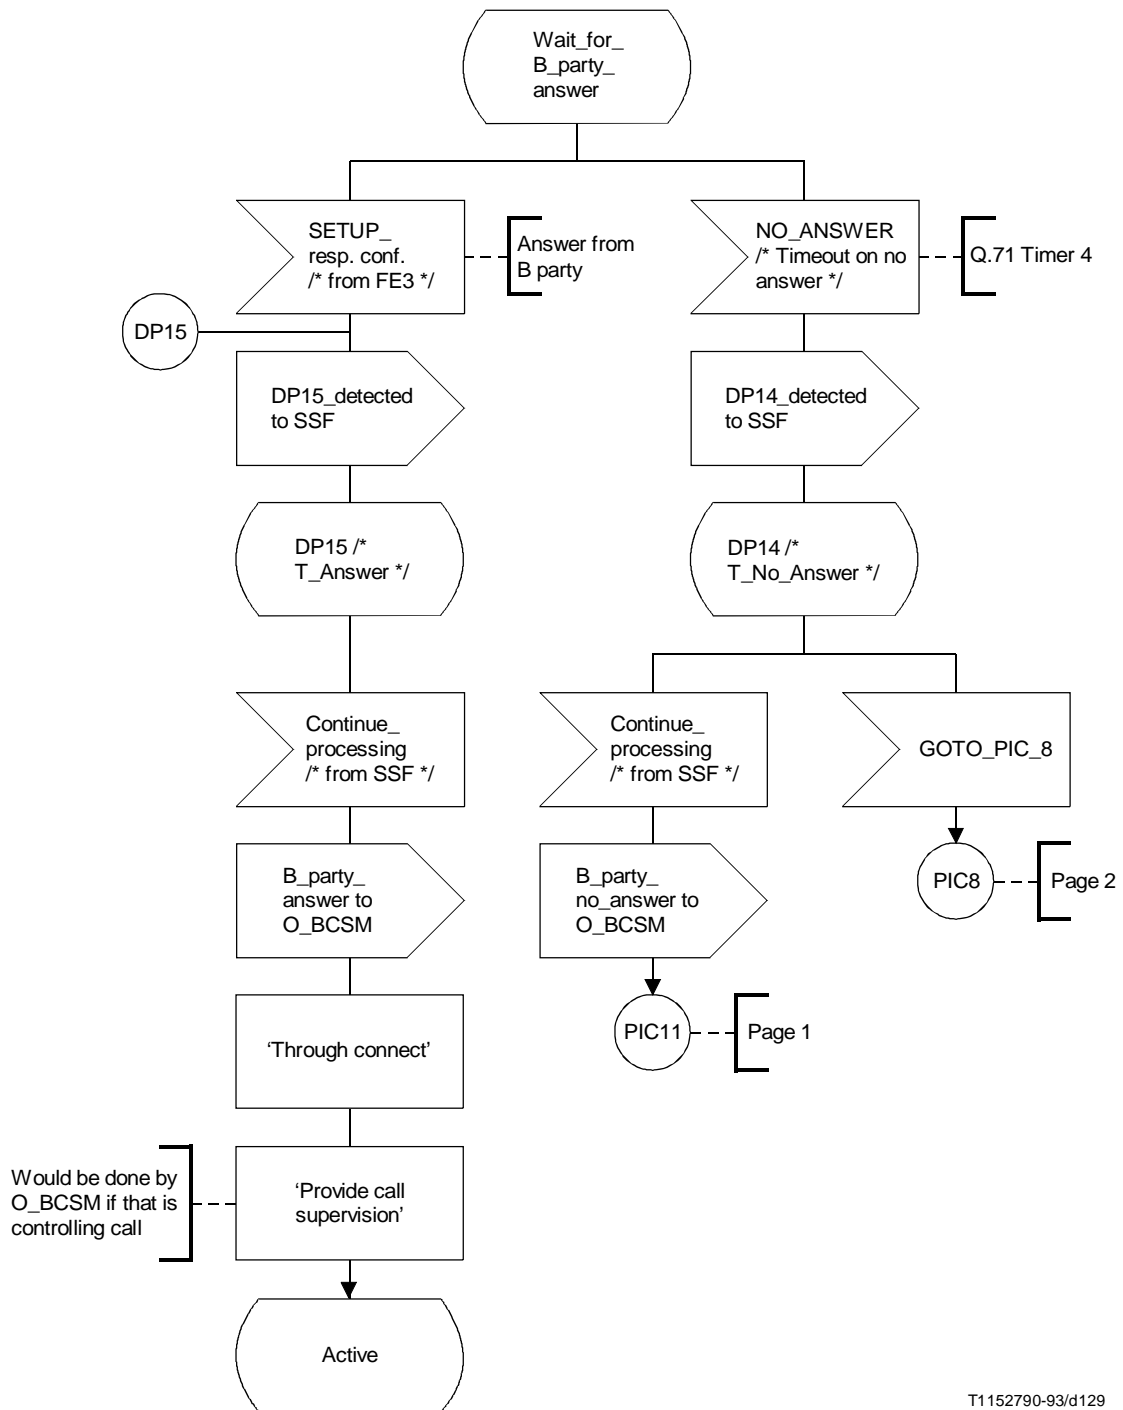 Wait_for_
B_party_
answer
SETUP_
resp. conf.
/* from FE3 */
Answer from
B party
NO_ANSWER
/* Timeout on no
answer */
Q.71 Timer 4
DP15
DP15_detected
to SSF
DP14_detected
to SSF
DP15 /*
T_Answer */
DP14 /*
T_No_Answer */
Continue_
processing
/* from SSF */
Continue_
processing
/* from SSF */
GOTO_PIC_8
B_party_
answer to
O_BCSM
B_party_
no_answer to
O_BCSM
PIC8
Page 2
‘Through connect’
PIC11
Page 1
Would be done by
O_BCSM if that is
controlling call
‘Provide call
supervision’
Active
T1152790-93/d129